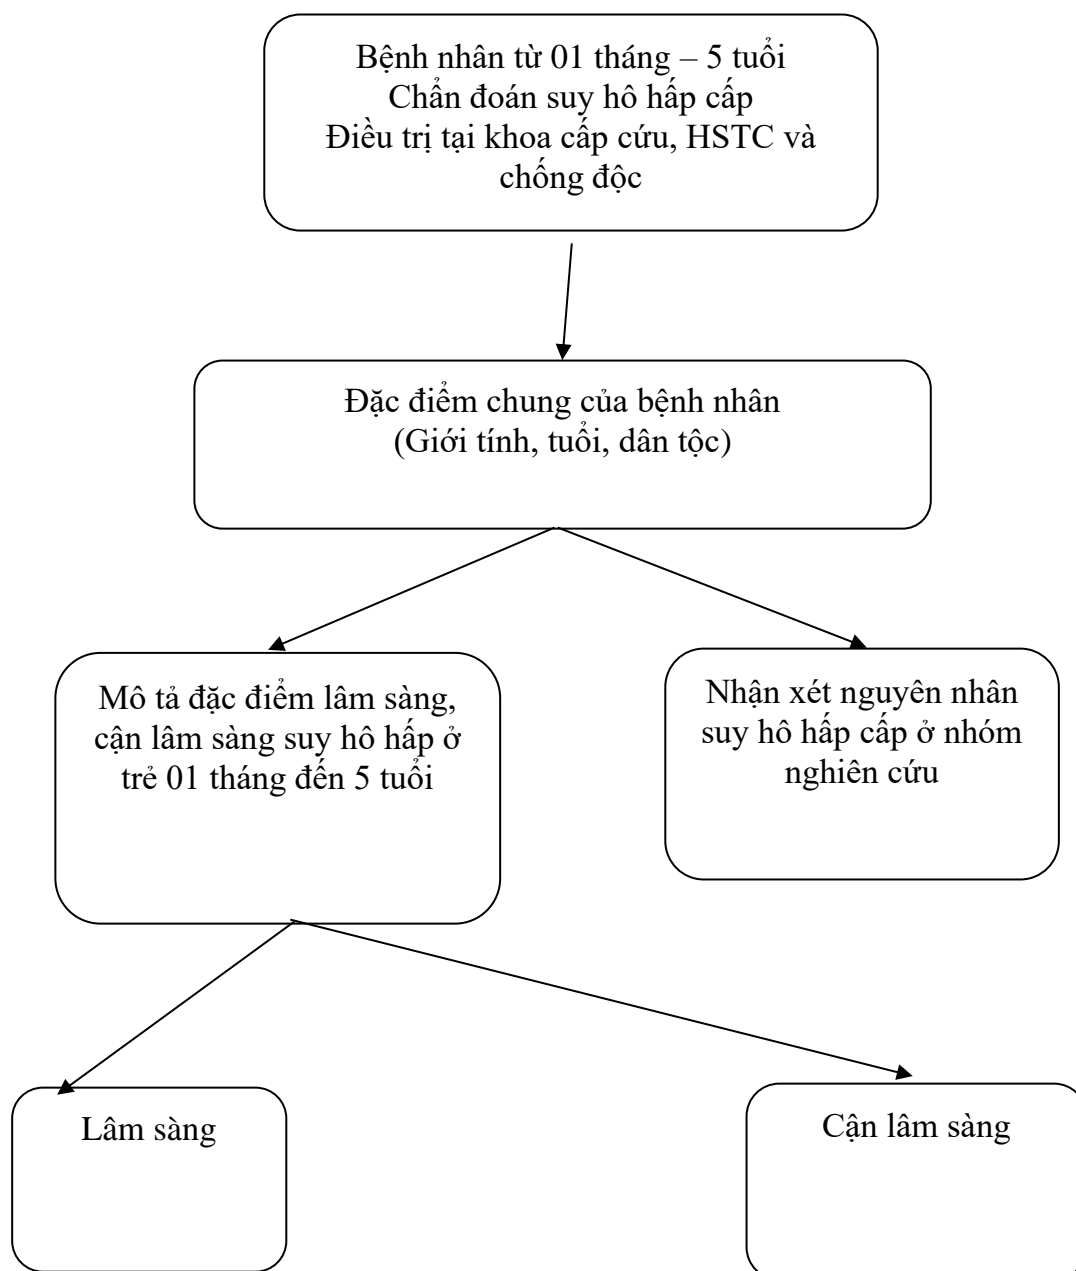 Bệnh nhân từ 01 tháng – 5 tuổi
Chẩn đoán suy hô hấp cấp
Điều trị tại khoa cấp cứu, HSTC và
chống độc
Đặc điểm chung của bệnh nhân
(Giới tính, tuổi, dân tộc)
Mô tả đặc điểm lâm sàng,
cận lâm sàng suy hô hấp ở
trẻ 01 tháng đến 5 tuổi
Nhận xét nguyên nhân
suy hô hấp cấp ở nhóm
nghiên cứu
Lâm sàng
Cận lâm sàng